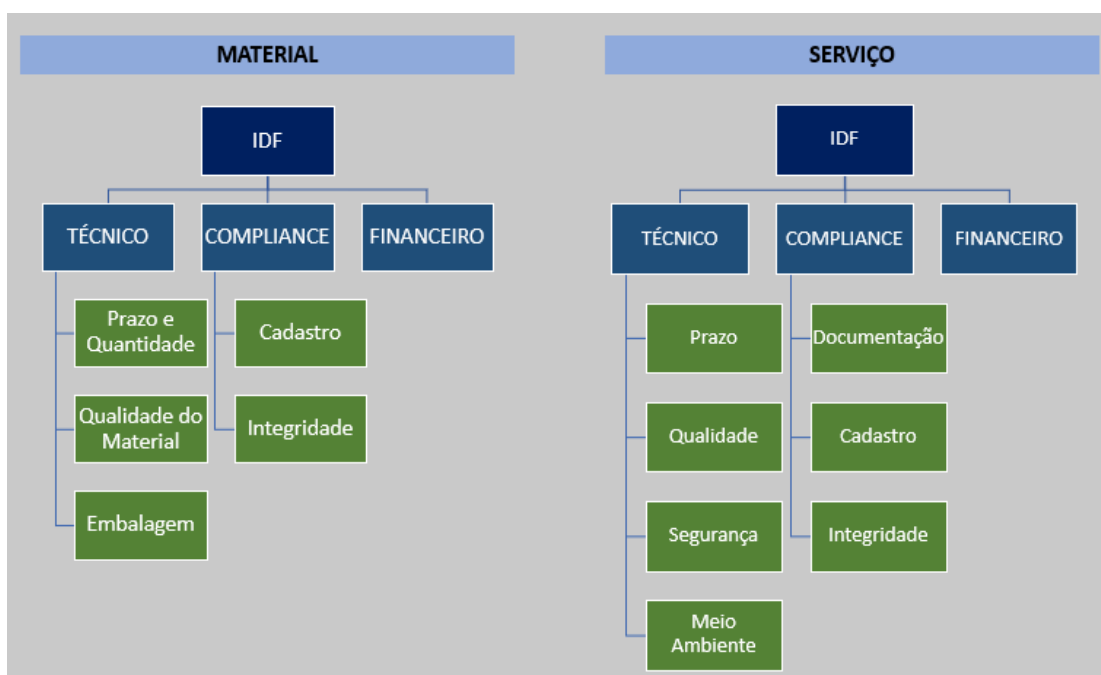 MATERIAL
IDF
TÉCNICO
COMPLIANCE
FINANCEIRO
Prazo e
Quantidade
Cadastro
Qualidade do
Material
Integridade
Embalagem
SERVIÇO
IDF
TÉCNICO
COMPLIANCE
FINANCEIRO
Prazo
Documentação
Qualidade
Cadastro
Segurança
Integridade
Meio
Ambiente